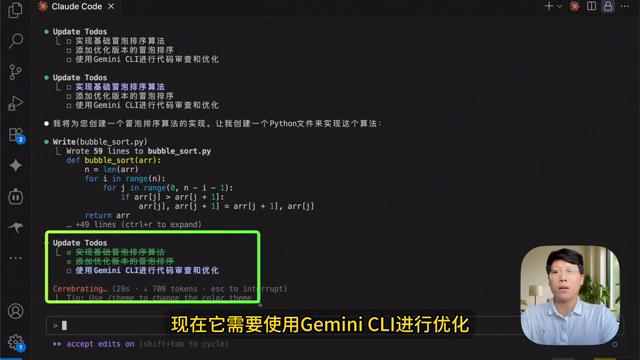 Claude Code
Update Todos
实现基础冒泡排序算法
添加优化版本的冒泡排序
使用Gemini CLI进行代码审查和优化
Update Todos
实现基础冒泡排序算法
添加优化版本的冒泡排序
使用Gemini CLI进行代码审查和优化
我将为您创建一个冒泡排序算法的实现。让我创建一个Python文件来实现这个算法：
Write(bubble_sort.py)
Wrote 59 lines to bubble_sort.py
def bubble_sort(arr):
n = len(arr)
for i in range(n):
for j in range(0, n - i - 1):
if arr[j] > arr[j + 1]:
arr[j], arr[j + 1] = arr[j + 1], arr[j]
return arr
… +49 lines (ctrl+r to expand)
Update Todos
实现基础冒泡排序算法
添加优化版本的冒泡排序
使用Gemini CLI进行代码审查和优化
Cerebrating… (29s · ↓ 708 tokens · esc to interrupt)
Tip: Use /theme to change the color theme
>
现在它需要使用Gemini CLI进行优化
accept edits on (shift+tab to cycle)
2
1